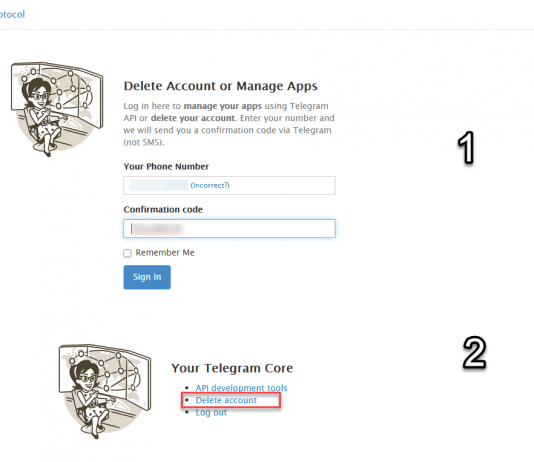 otocol
Delete Account or Manage Apps
Log in here to manage your apps using Telegram
API or delete your account. Enter your number and
we will send you a confirmation code via Telegram
(not SMS).
1
Your Phone Number
(Incorrect?)
Confirmation code
Remember Me
Sign In
2
Your Telegram Core
API development tools
Delete account
Log out